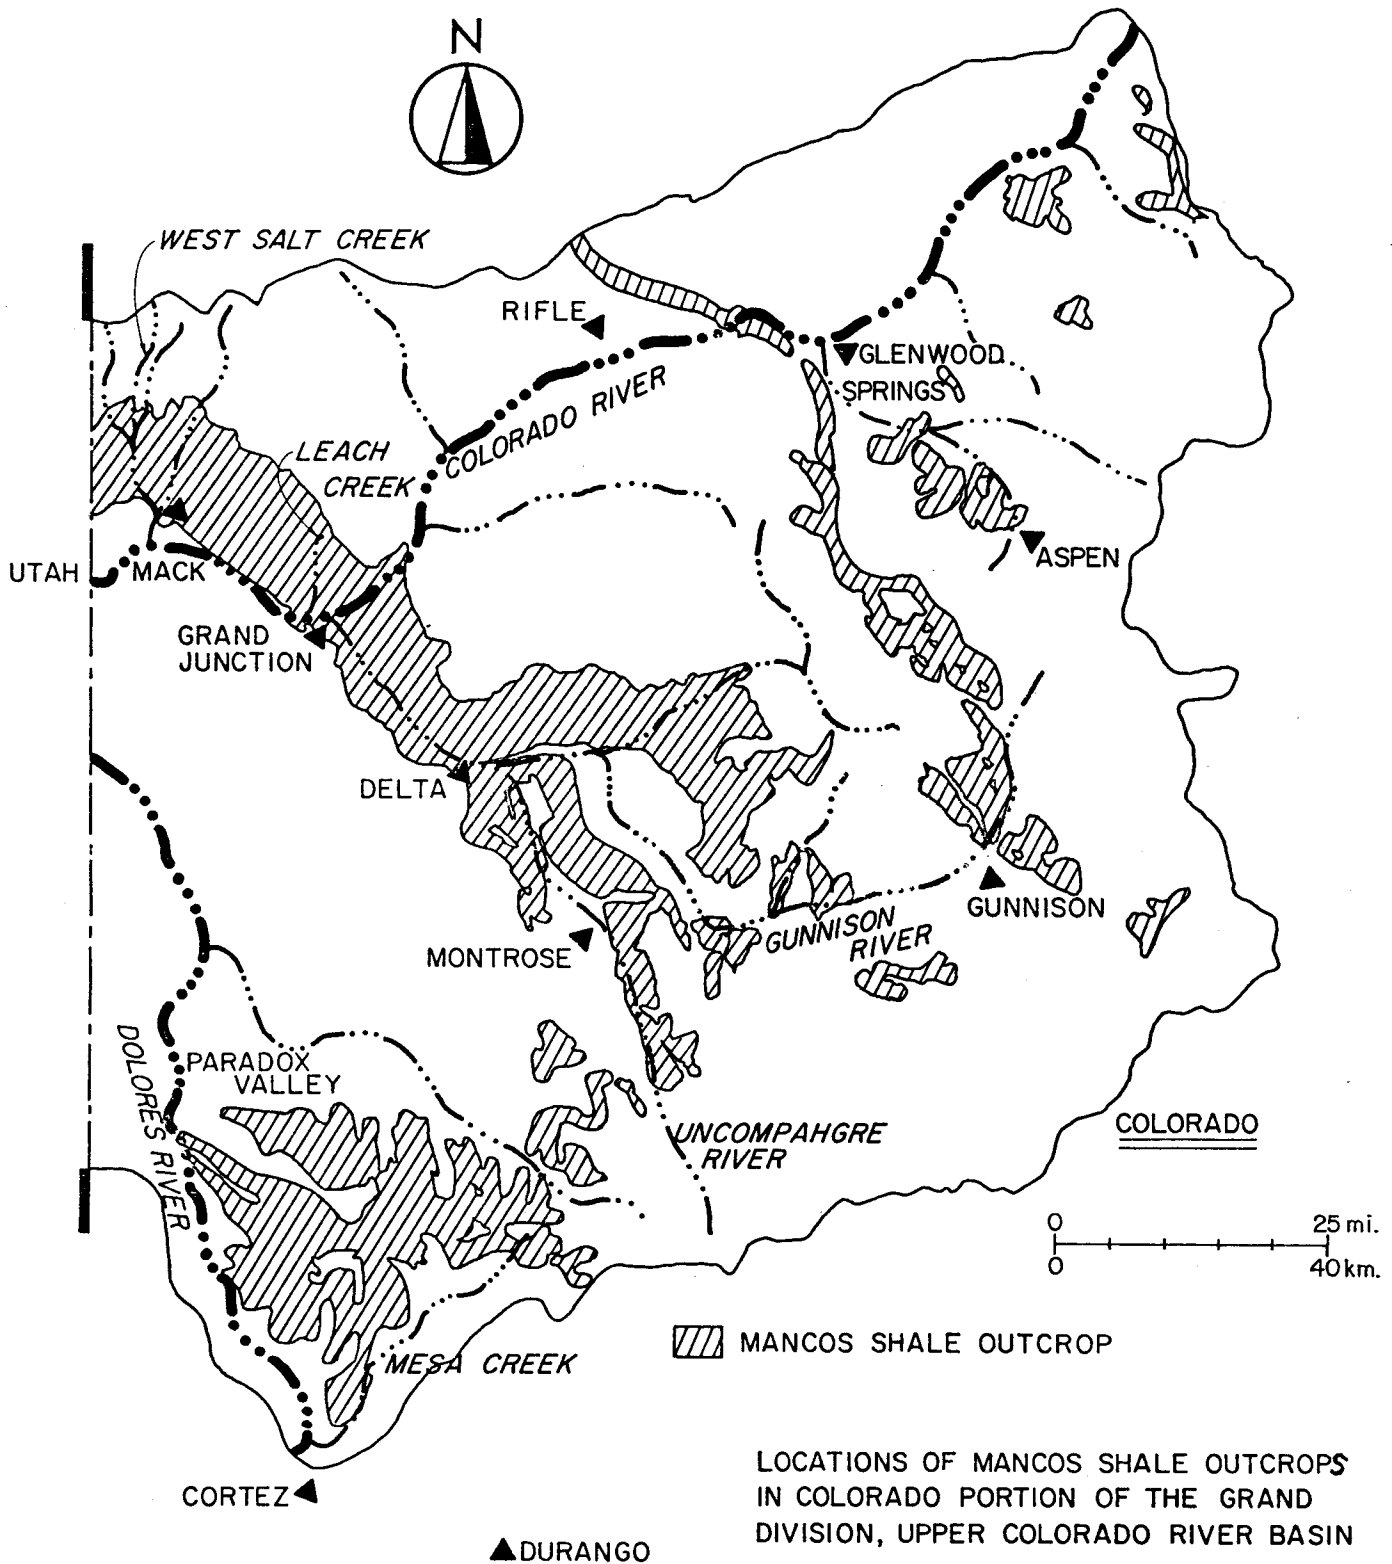 N
WEST SALT CREEK
RIFLE
GLENWOOD
SPRINGS
COLORADO RIVER
LEACH
CREEK
UTAH
MACK
ASPEN
GRAND
JUNCTION
DELTA
GUNNISON
GUNNISON
RIVER
MONTROSE
DOLORES RIVER
PARADOX
VALLEY
UNCOMPAHGRE
RIVER
COLORADO
0 25 mi.
0 40 km.
MANCOS SHALE OUTCROP
MESA CREEK
CORTEZ
DURANGO
LOCATIONS OF MANCOS SHALE OUTCROPS
IN COLORADO PORTION OF THE GRAND
DIVISION, UPPER COLORADO RIVER BASIN